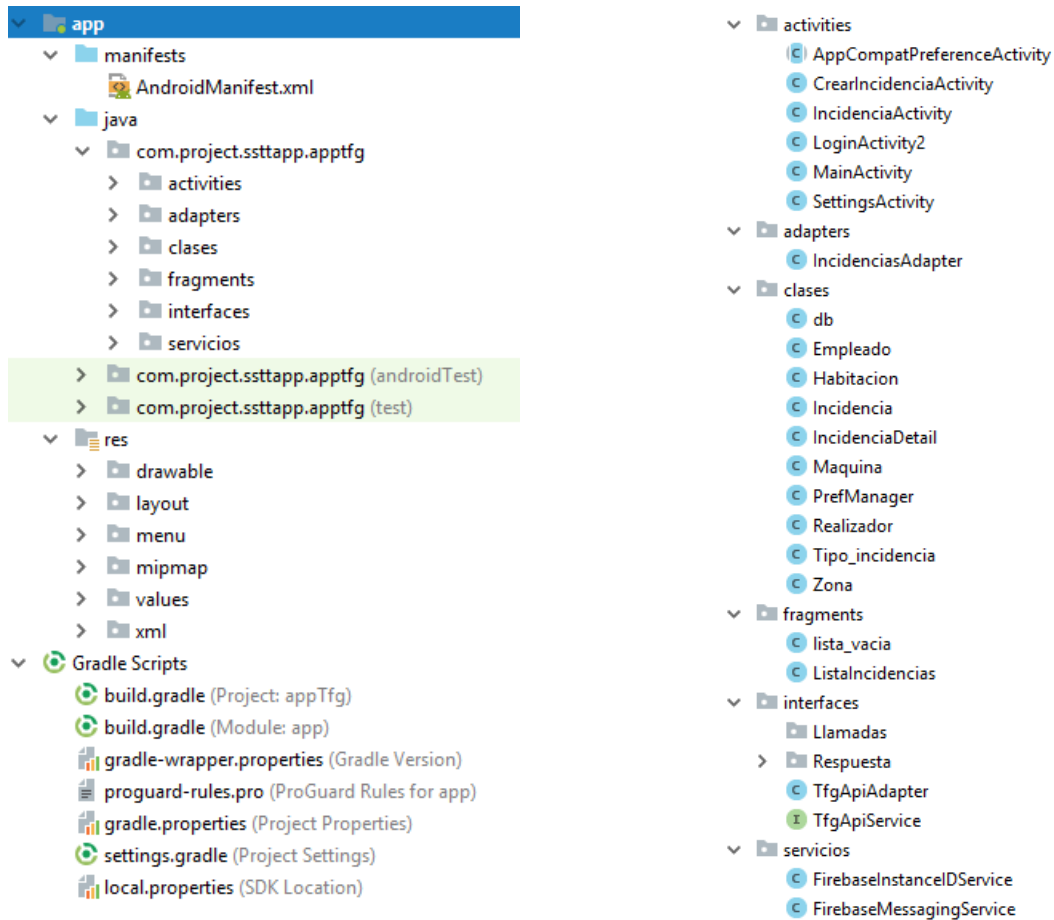 app
manifests
AndroidManifest.xml
java
com.project.ssttapp.apptfg
activities
adapters
clases
fragments
interfaces
servicios
com.project.ssttapp.apptfg (androidTest)
com.project.ssttapp.apptfg (test)
res
drawable
layout
menu
mipmap
values
xml
Gradle Scripts
build.gradle (Project: appTfg)
build.gradle (Module: app)
gradle-wrapper.properties (Gradle Version)
proguard-rules.pro (ProGuard Rules for app)
gradle.properties (Project Properties)
settings.gradle (Project Settings)
local.properties (SDK Location)
activities
AppCompatPreferenceActivity
CrearIncidenciaActivity
IncidenciaActivity
LoginActivity2
MainActivity
SettingsActivity
adapters
IncidenciasAdapter
clases
db
Empleado
Habitacion
Incidencia
IncidenciaDetail
Maquina
PrefManager
Realizador
Tipo_incidencia
Zona
fragments
lista_vacia
ListaIncidencias
interfaces
Llamadas
Respuesta
TfgApiAdapter
TfgApiService
servicios
FirebaseInstanceIDService
FirebaseMessagingService